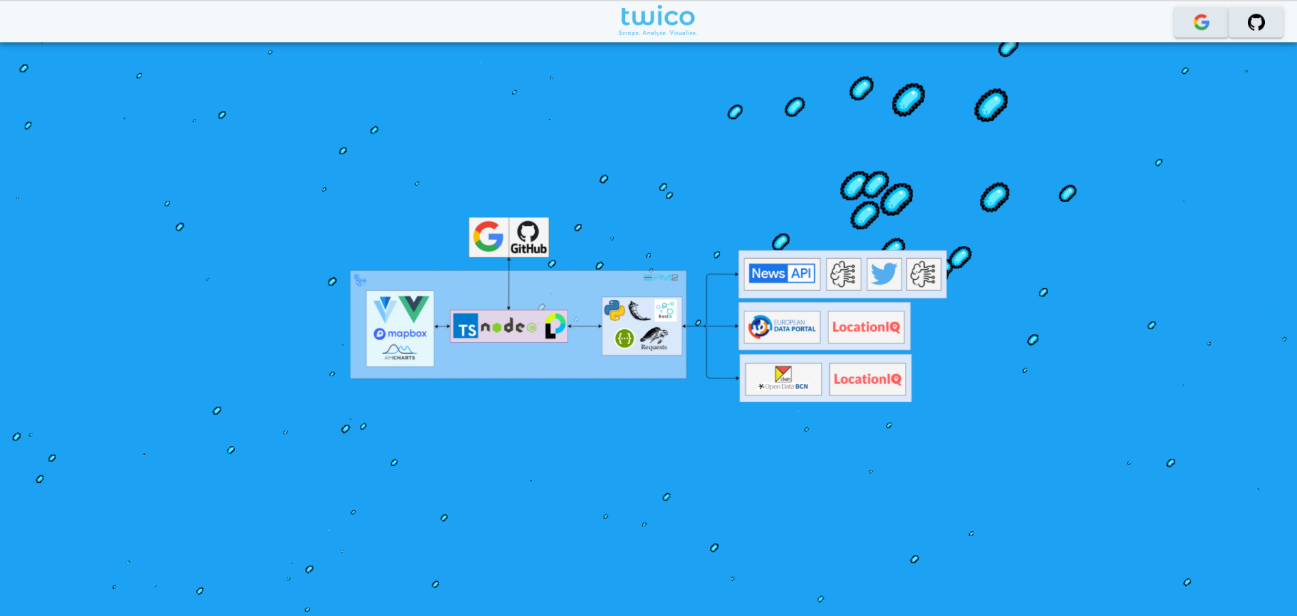 twico
Scrape. Analyze. Visualize.
GitHub
PM2
mapbox
AMCHARTS
TS node
Requests
News API
EUROPEAN
DATA PORTAL
LocationIQ
Open Data BCN
LocationIQ